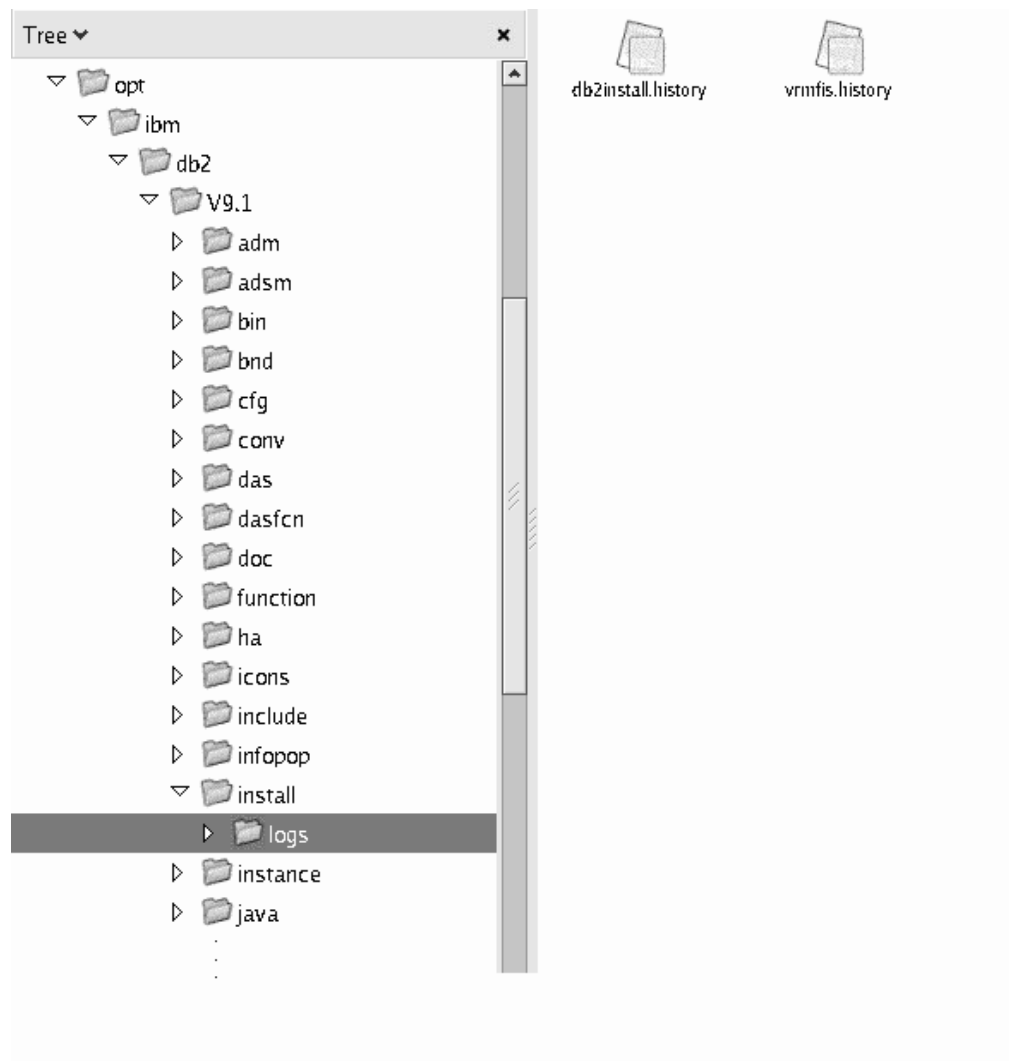 Tree
opt
ibm
db2
V9.1
adm
adsm
bin
bnd
cfg
conv
das
dasfcn
doc
function
ha
icons
include
infopop
install
logs
instance
java
db2install.history
vrmfis.history